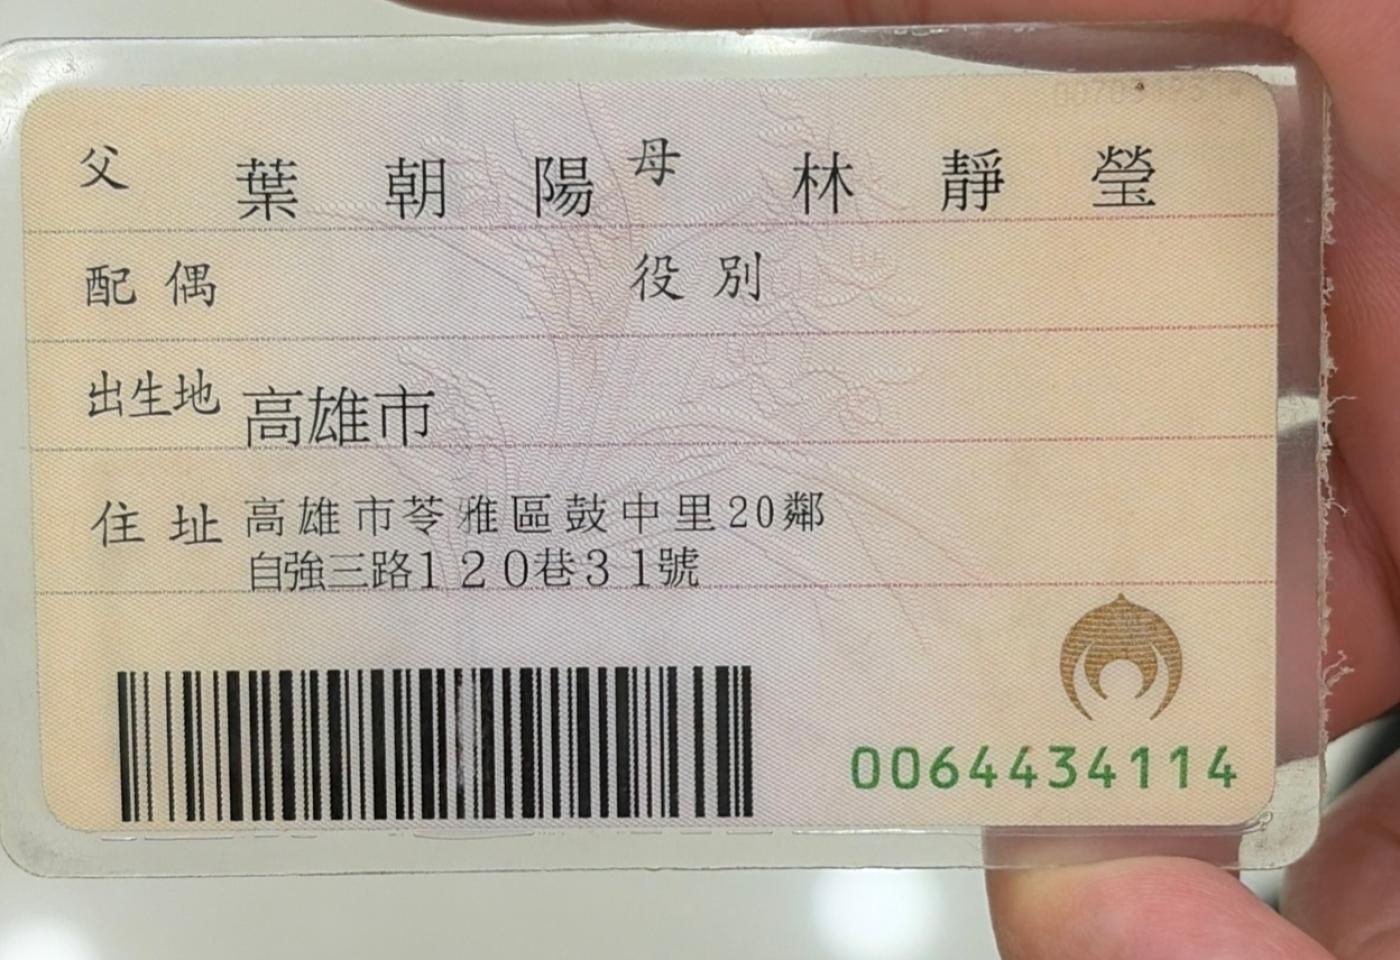 父 葉朝陽 母 林靜瑩
配偶 役別
出生地 高雄市
住址 高雄市苓雅區鼓中里20鄰
自強三路120巷31號
0064434114